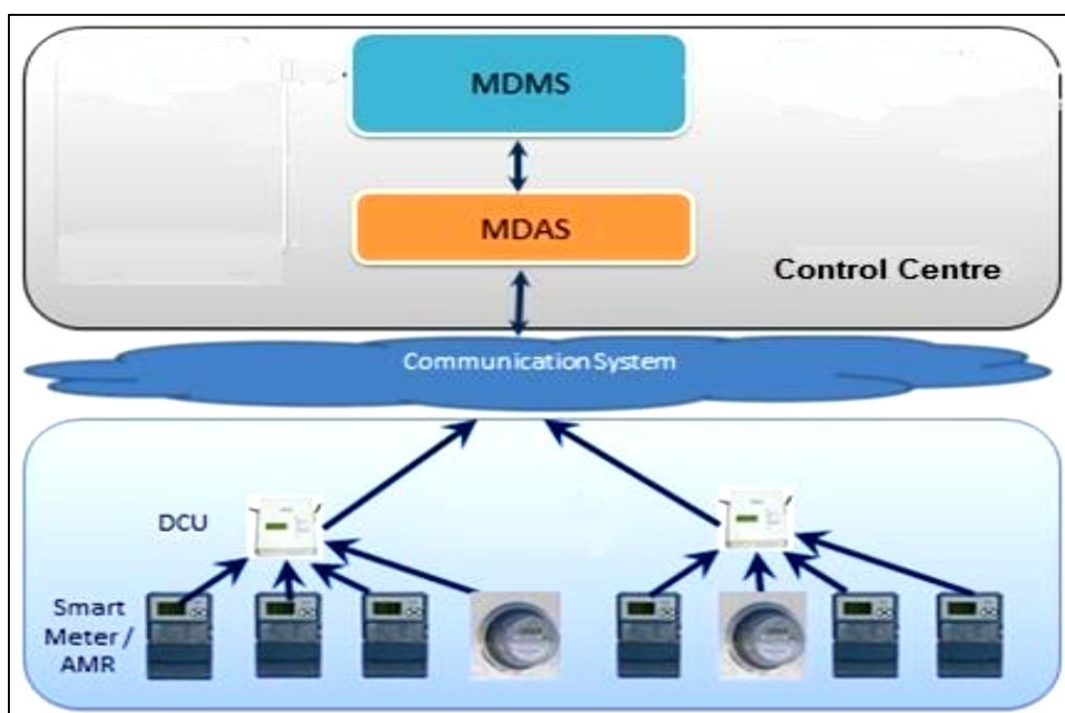 MDMS
MDAS
Control Centre
Communication System
DCU
Smart
Meter /
AMR